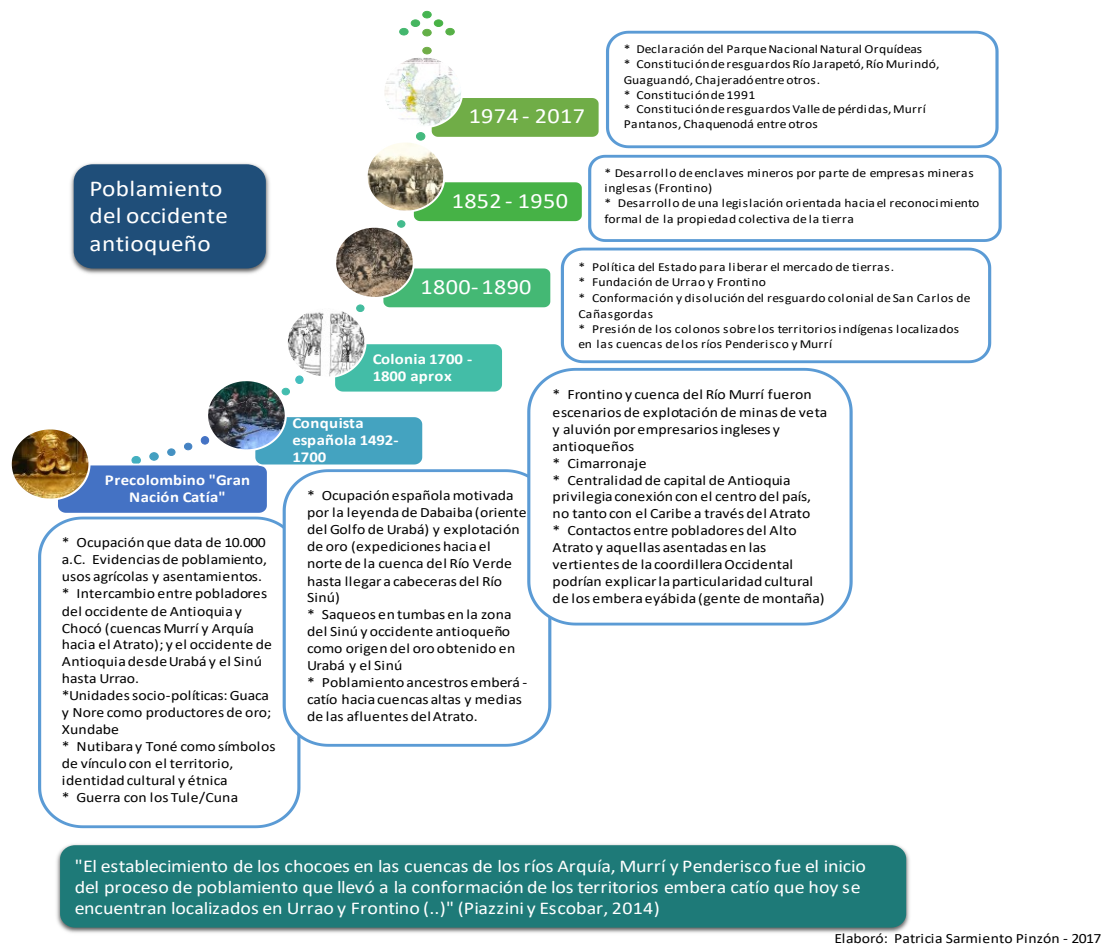 Poblamiento
del occidente
antioqueño
1974 - 2017
* Declaración del Parque Nacional Natural Orquídeas
* Constitución de resguardos Río Jarapetó, Río Murindó,
Guaguandó, Chajeradó entre otros.
* Constitución de 1991
* Constitución de resguardos Valle de pérdidas, Murrí
Pantanos, Chaquenodá entre otros
1852 - 1950
* Desarrollo de enclaves mineros por parte de empresas mineras
inglesas (Frontino)
* Desarrollo de una legislación orientada hacia el reconocimiento
formal de la propiedad colectiva de la tierra
1800- 1890
* Política del Estado para liberar el mercado de tierras.
* Fundación de Urrao y Frontino
* Conformación y disolución del resguardo colonial de San Carlos de
Cañasgordas
* Presión de los colonos sobre los territorios indígenas localizados
en las cuencas de los ríos Penderisco y Murrí
Colonia 1700 -
1800 aprox
* Frontino y cuenca del Río Murrí fueron
escenarios de explotación de minas de veta
y aluvión por empresarios ingleses y
antioqueños
* Cimarronaje
* Centralidad de capital de Antioquia
privilegia conexión con el centro del país,
no tanto con el Caribe a través del Atrato
* Contactos entre pobladores del Alto
Atrato y aquellas asentadas en las
vertientes de la coordillera Occidental
podrían explicar la particularidad cultural
de los embera eyábida (gente de montaña)
Conquista
española 1492-
1700
* Ocupación española motivada
por la leyenda de Dabaiba (oriente
del Golfo de Urabá) y explotación
de oro (expediciones hacia el
norte de la cuenca del Río Verde
hasta llegar a cabeceras del Río
Sinú)
* Saqueos en tumbas en la zona
del Sinú y occidente antioqueño
como origen del oro obtenido en
Urabá y el Sinú
* Poblamiento ancestros emberá -
catío hacia cuencas altas y medias
de las afluentes del Atrato.
Precolombino "Gran
Nación Catía"
* Ocupación que data de 10.000
a.C. Evidencias de poblamiento,
usos agrícolas y asentamientos.
* Intercambio entre pobladores
del occidente de Antioquia y
Chocó (cuencas Murrí y Arquía
hacia el Atrato); y el occidente de
Antioquia desde Urabá y el Sinú
hasta Urrao.
*Unidades socio-políticas: Guaca
y Nore como productores de oro;
Xundabe
* Nutibara y Toné como símbolos
de vínculo con el territorio,
identidad cultural y étnica
* Guerra con los Tule/Cuna
"El establecimiento de los chocoes en las cuencas de los ríos Arquía, Murrí y Penderisco fue el inicio
del proceso de poblamiento que llevó a la conformación de los territorios embera catío que hoy se
encuentran localizados en Urrao y Frontino (..)" (Piazzini y Escobar, 2014)
Elaboró: Patricia Sarmiento Pinzón - 2017